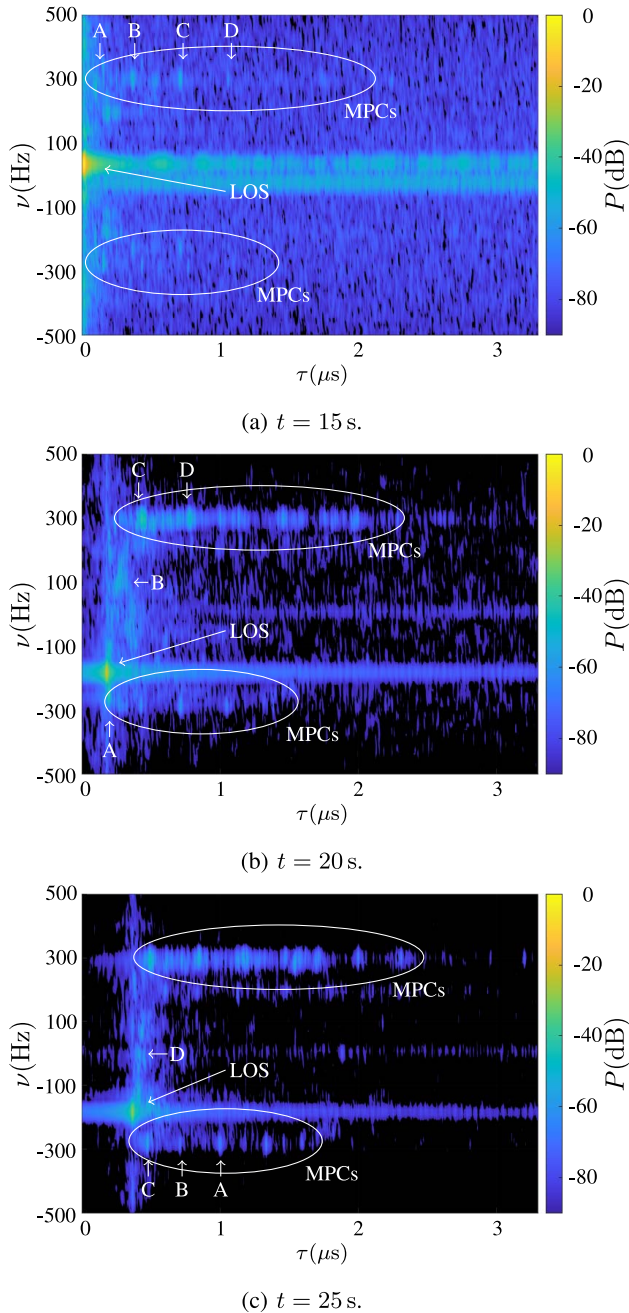 A B C D
500
300
100
-100
-300
-500
ν(Hz)
MPCs
LOS
MPCs
0 1 2 3
τ(μs)
0
-20
-40
-60
-80
P(dB)
(a) t = 15 s.
C D
500
300
100
-100
-300
-500
ν(Hz)
MPCs
B
LOS
MPCs
A
0 1 2 3
τ(μs)
0
-20
-40
-60
-80
P(dB)
(b) t = 20 s.
500
300
100
-100
-300
-500
ν(Hz)
MPCs
D
LOS
MPCs
C B A
0 1 2 3
τ(μs)
0
-20
-40
-60
-80
P(dB)
(c) t = 25 s.